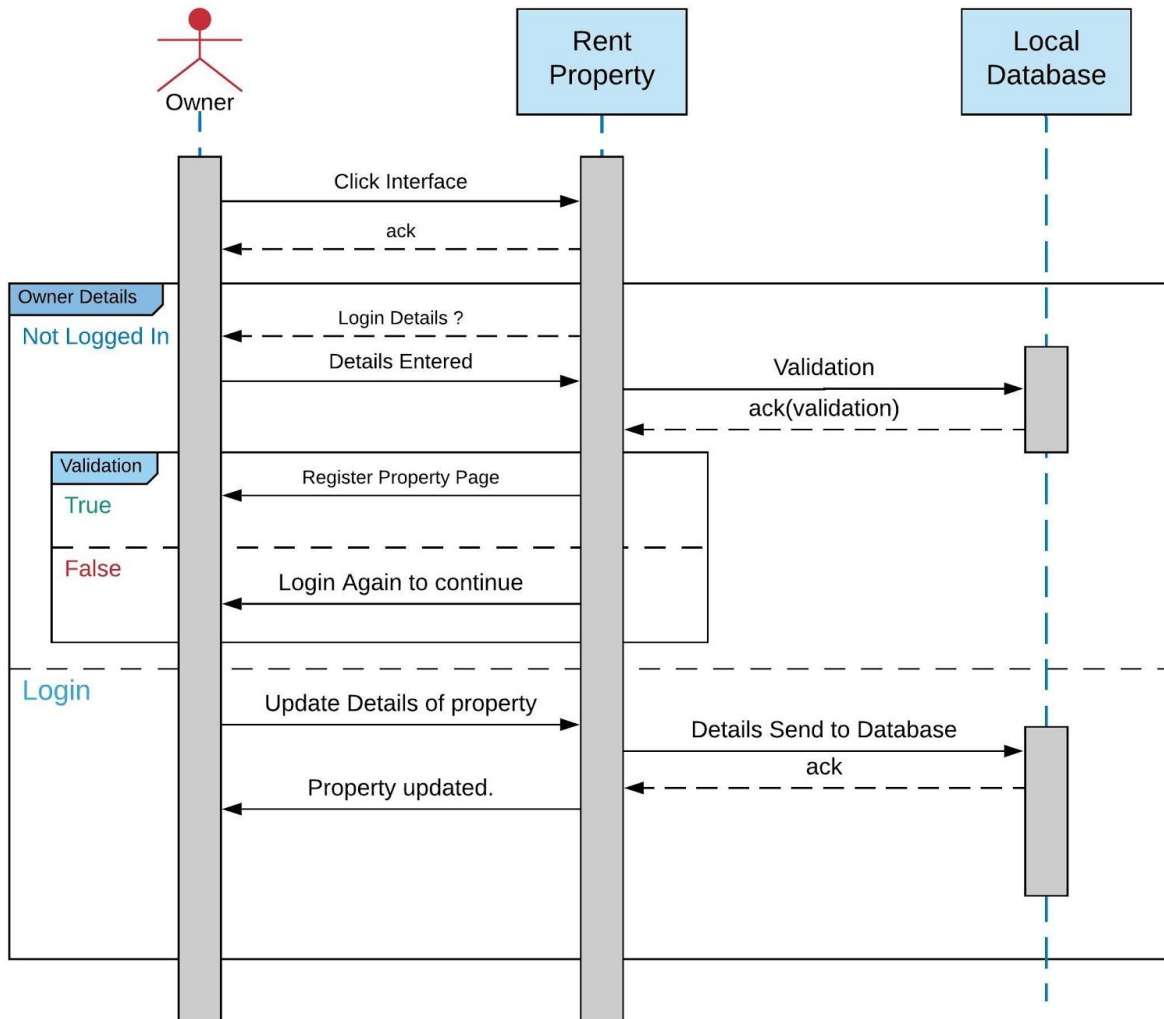 Rent
Property
Local
Database
Owner
Click Interface
ack
Owner Details
Not Logged In
Login Details ?
Details Entered
Validation
ack(validation)
Validation
Register Property Page
True
False
Login Again to continue
Login
Update Details of property
Details Send to Database
ack
Property updated.